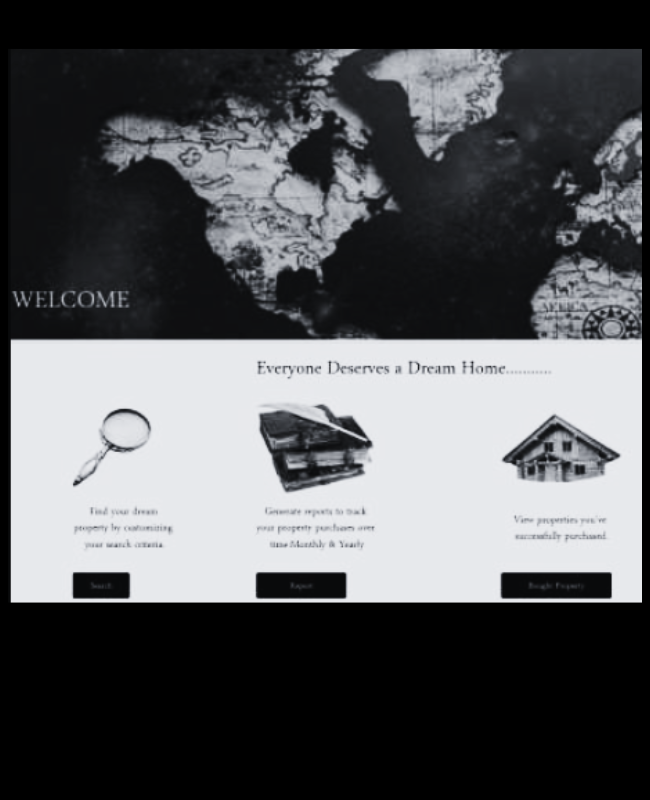 WELCOME
AFRICA
Everyone Deserves a Dream Home...........
Find your dream
property by customizing
your search criteria
Generate reports to track
your property purchases over
time-Monthly & Yearly
View properties you've
successfully purchased.
Search
Report
Bought Property